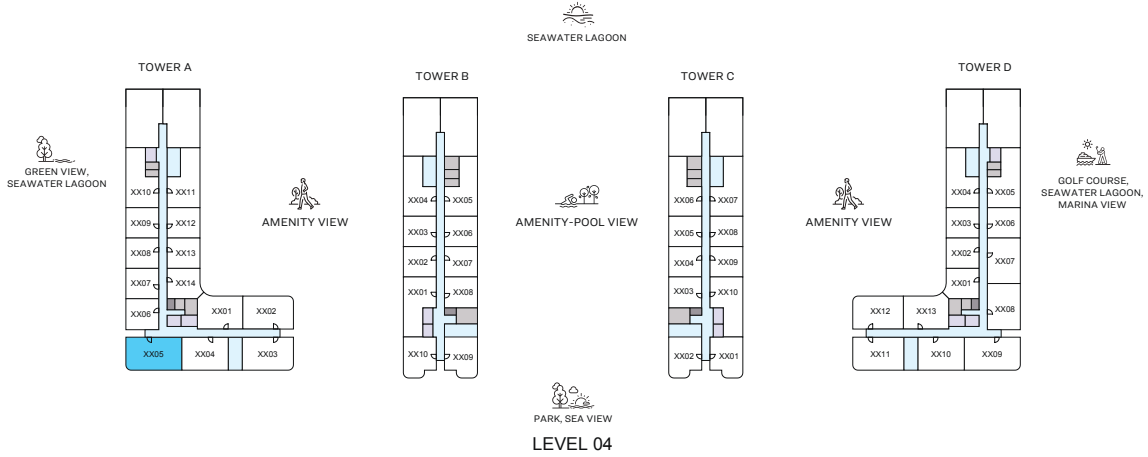 SEAWATER LAGOON
TOWER A
TOWER B
TOWER C
TOWER D
GREEN VIEW,
SEAWATER LAGOON
AMENITY VIEW
AMENITY-POOL VIEW
AMENITY VIEW
GOLF COURSE,
SEAWATER LAGOON,
MARINA VIEW
XX10 XX11
XX09 XX12
XX08 XX13
XX07 XX14
XX06 XX01 XX02
XX05 XX04 XX03
XX04 XX05
XX03 XX06
XX02 XX07
XX01 XX08
XX10 XX09
XX06 XX07
XX05 XX08
XX04 XX09
XX03 XX10
XX02 XX01
XX04 XX05
XX03 XX06
XX02 XX07
XX01
XX12 XX13 XX08
XX11 XX10 XX09
PARK, SEA VIEW
LEVEL 04